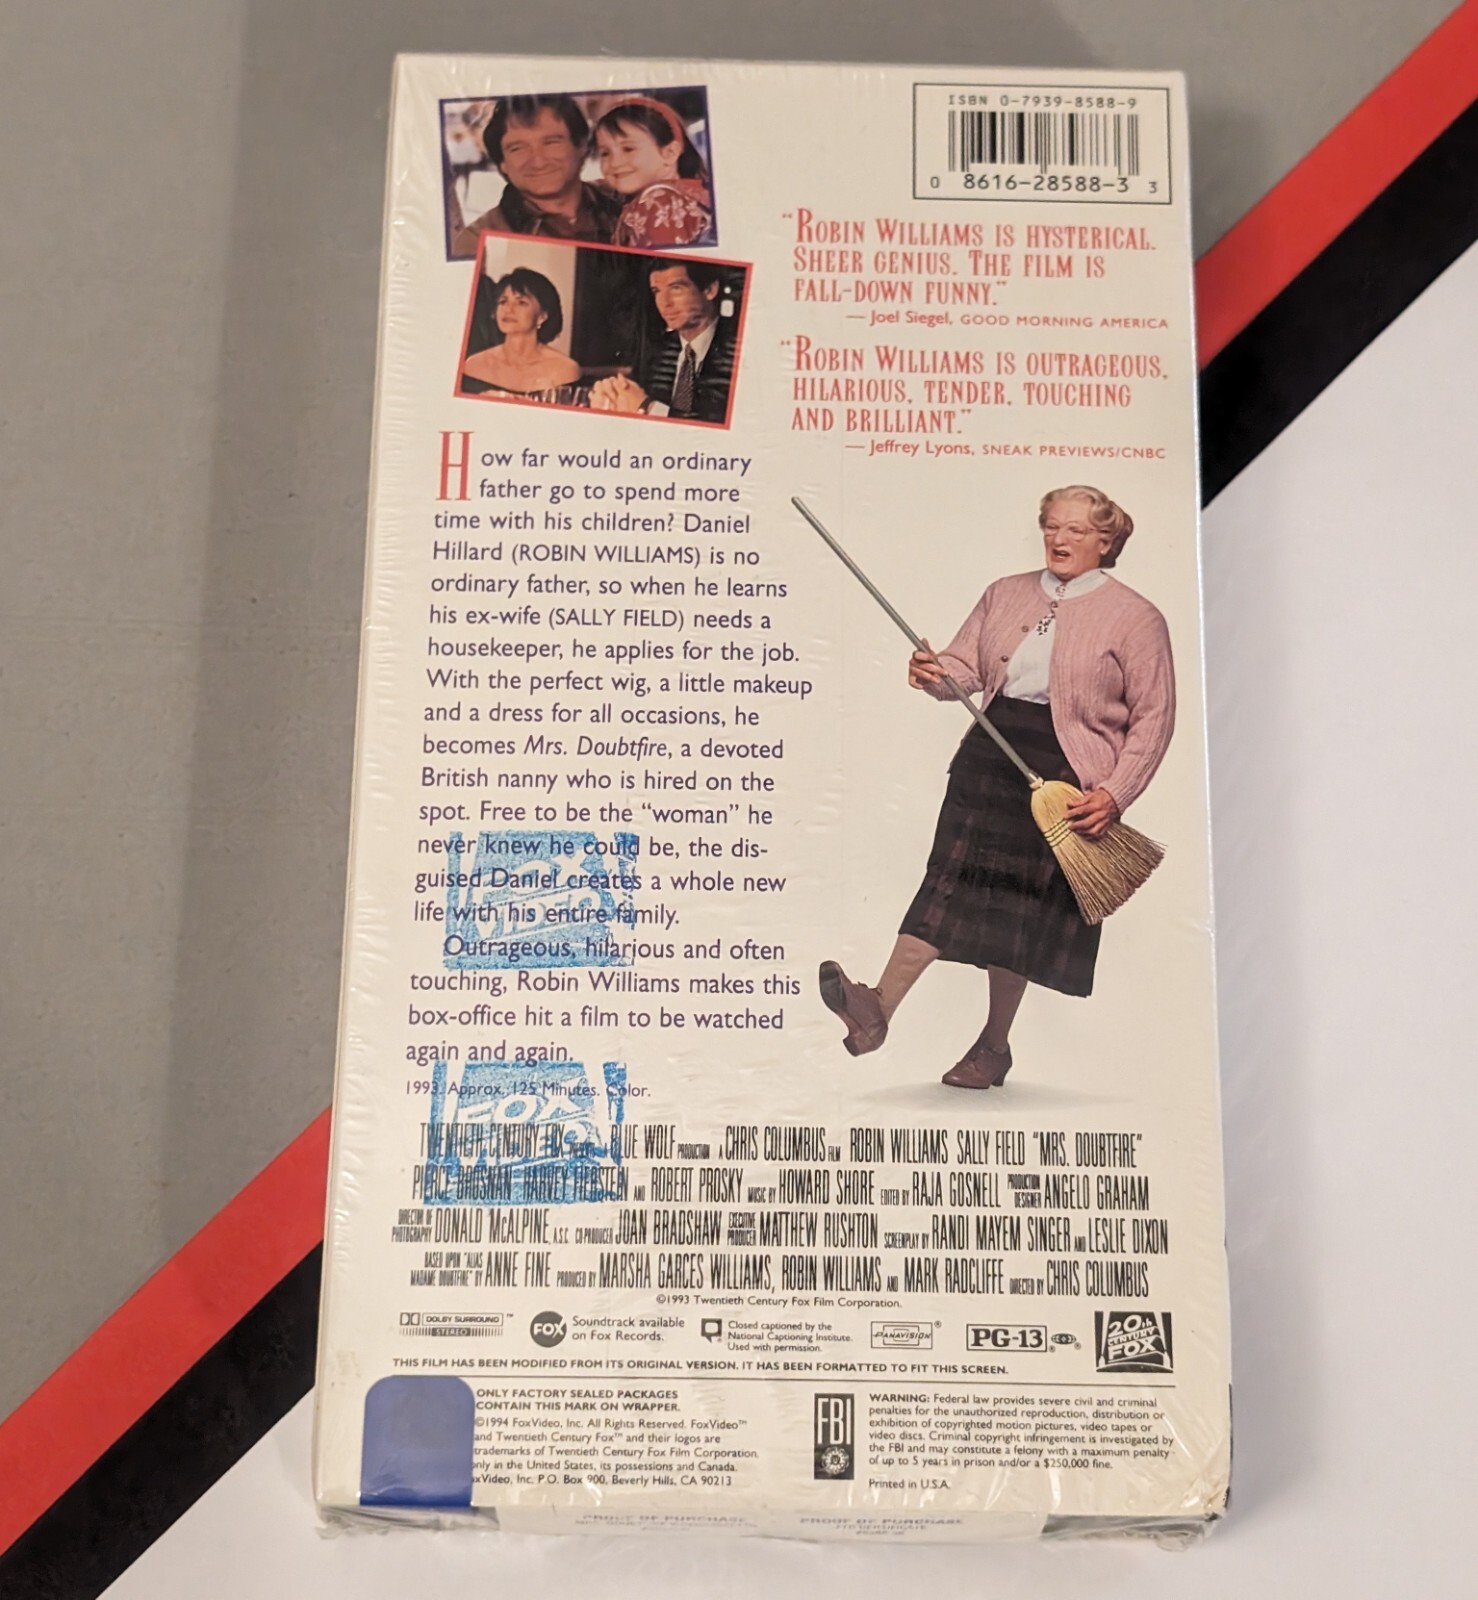 ISBN 0-7939-8588-9
0 8616-28588-3 3
“ROBIN WILLIAMS IS HYSTERICAL.
SHEER GENIUS. THE FILM IS
FALL-DOWN FUNNY.”
— Joel Siegel, GOOD MORNING AMERICA
“ROBIN WILLIAMS IS OUTRAGEOUS,
HILARIOUS, TENDER, TOUCHING
AND BRILLIANT.”
— Jeffrey Lyons, SNEAK PREVIEWS/CNBC
How far would an ordinary
father go to spend more
time with his children? Daniel
Hillard (ROBIN WILLIAMS) is no
ordinary father, so when he learns
his ex-wife (SALLY FIELD) needs a
housekeeper, he applies for the job.
With the perfect wig, a little makeup
and a dress for all occasions, he
becomes Mrs. Doubtfire, a devoted
British nanny who is hired on the
spot. Free to be the “woman” he
never knew he could be, the dis-
guised Daniel creates a whole new
life with his entire family.
Outrageous, hilarious and often
touching, Robin Williams makes this
box-office hit a film to be watched
again and again.
1993. Approx. 125 Minutes. Color.
FOX
VIDEO
FOX
VIDEO
TWENTIETH CENTURY FOX PRESENTS A BLUE WOLF PRODUCTION A CHRIS COLUMBUS FILM ROBIN WILLIAMS SALLY FIELD “MRS. DOUBTFIRE”
PIERCE BROSNAN HARVEY FIERSTEIN AND ROBERT PROSKY MUSIC BY HOWARD SHORE EDITED BY RAJA GOSNELL PRODUCTION DESIGNER ANGELO GRAHAM
DIRECTOR OF PHOTOGRAPHY DONALD McALPINE, A.S.C. CO-PRODUCER JOAN BRADSHAW EXECUTIVE PRODUCER MATTHEW RUSHTON SCREENPLAY BY RANDI MAYEM SINGER AND LESLIE DIXON
BASED UPON “ALIAS MADAME DOUBTFIRE” BY ANNE FINE PRODUCED BY MARSHA GARCES WILLIAMS, ROBIN WILLIAMS AND MARK RADCLIFFE DIRECTED BY CHRIS COLUMBUS
©1993 Twentieth Century Fox Film Corporation.
DOLBY SURROUND™
STEREO
FOX
Soundtrack available
on Fox Records.
Closed captioned by the
National Captioning Institute.
Used with permission.
PANAVISION®
PG-13®
20th
CENTURY
FOX
THIS FILM HAS BEEN MODIFIED FROM ITS ORIGINAL VERSION. IT HAS BEEN FORMATTED TO FIT THIS SCREEN.
ONLY FACTORY SEALED PACKAGES
CONTAIN THIS MARK ON WRAPPER.
©1994 FoxVideo, Inc. All Rights Reserved. FoxVideo™
and Twentieth Century Fox™ and their logos are
trademarks of Twentieth Century Fox Film Corporation
only in the United States, its possessions and Canada.
oxVideo, Inc. P.O. Box 900, Beverly Hills, CA 90213
FBI
WARNING: Federal law provides severe civil and criminal
penalties for the unauthorized reproduction, distribution or
exhibition of copyrighted motion pictures, video tapes or
video discs. Criminal copyright infringement is investigated by
the FBI and may constitute a felony with a maximum penalty
of up to 5 years in prison and/or a $250,000 fine.
Printed in U.S.A.
PROOF OF PURCHASE
PROOF OF PURCHASE